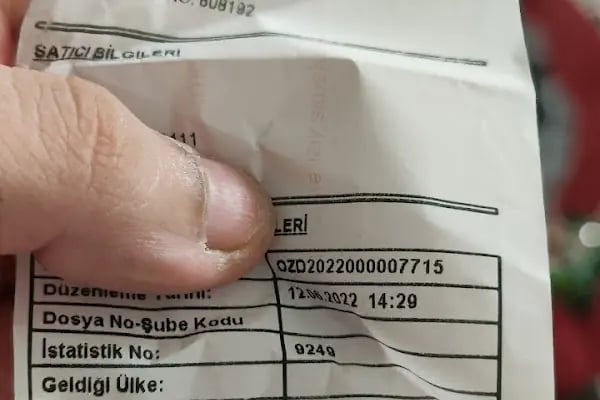 NO: 608192
SATICI BİLGİLERİ
111
LERİ
OZD2022000007715
Düzenleme Tarihi: 12.06.2022 14:29
Dosya No-Şube Kodu
İstatistik No: 9249
Geldiği Ülke: